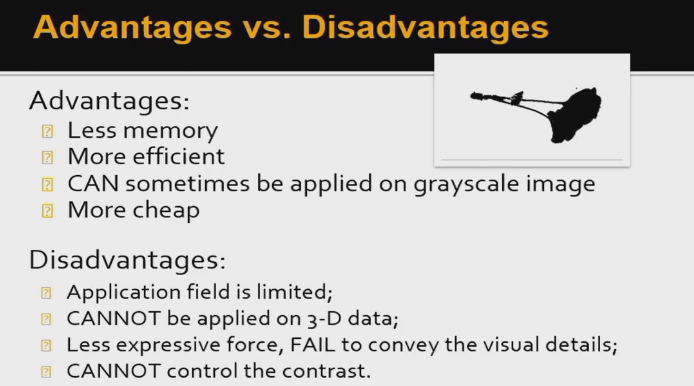 Advantages vs. Disadvantages
Advantages:
Less memory
More efficient
CAN sometimes be applied on grayscale image
More cheap
Disadvantages:
Application field is limited;
CANNOT be applied on 3-D data;
Less expressive force, FAIL to convey the visual details;
CANNOT control the contrast.